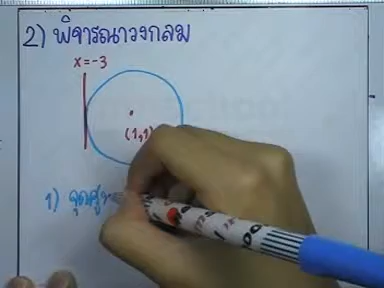 2) พิจารณาวงกลม
x = -3
(1,1)
1) จุดศูน